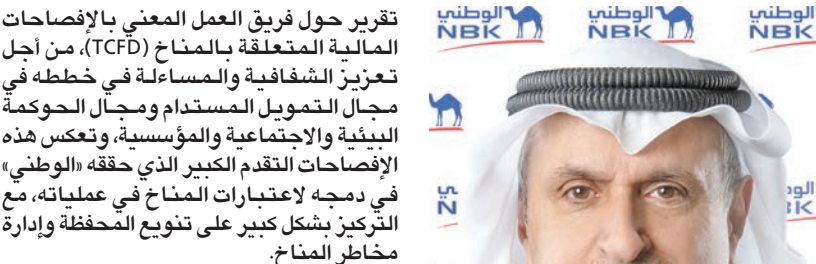 تقرير حول فريق العمل المعني بالإفصاحات
المالية المتعلقة بالمناخ (TCFD)، من أجل
تعزيز الشفافية والمساءلة في خططه في
مجال التمويل المستدام ومجال الحوكمة
البيئية والاجتماعية والمؤسسية، وتعكس هذه
الإفصاحات التقدم الكبير الذي حققه «الوطني»
في دمجه لاعتبارات المناخ في عملياته، مع
التركيز بشكل كبير على تنويع المحفظة وإدارة
مخاطر المناخ.
الوطني
NBK
الوطني
NBK
الوطني
NBK